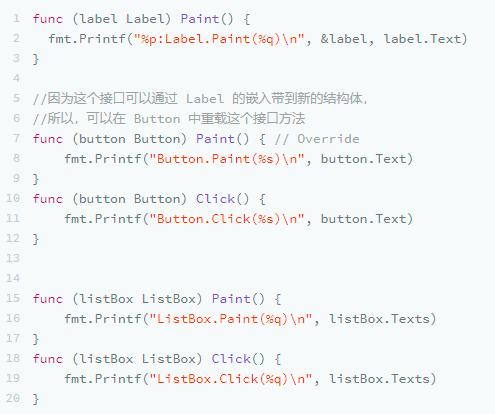 1 func (label Label) Paint() {
2   fmt.Printf("%p:Label.Paint(%q)\n", &label, label.Text)
3 }
4
5 //因为这个接口可以通过 Label 的嵌入带到新的结构体，
6 //所以，可以在 Button 中重载这个接口方法
7 func (button Button) Paint() { // Override
8     fmt.Printf("Button.Paint(%s)\n", button.Text)
9 }
10 func (button Button) Click() {
11     fmt.Printf("Button.Click(%s)\n", button.Text)
12 }
13
14
15 func (listBox ListBox) Paint() {
16     fmt.Printf("ListBox.Paint(%q)\n", listBox.Texts)
17 }
18 func (listBox ListBox) Click() {
19     fmt.Printf("ListBox.Click(%q)\n", listBox.Texts)
20 }